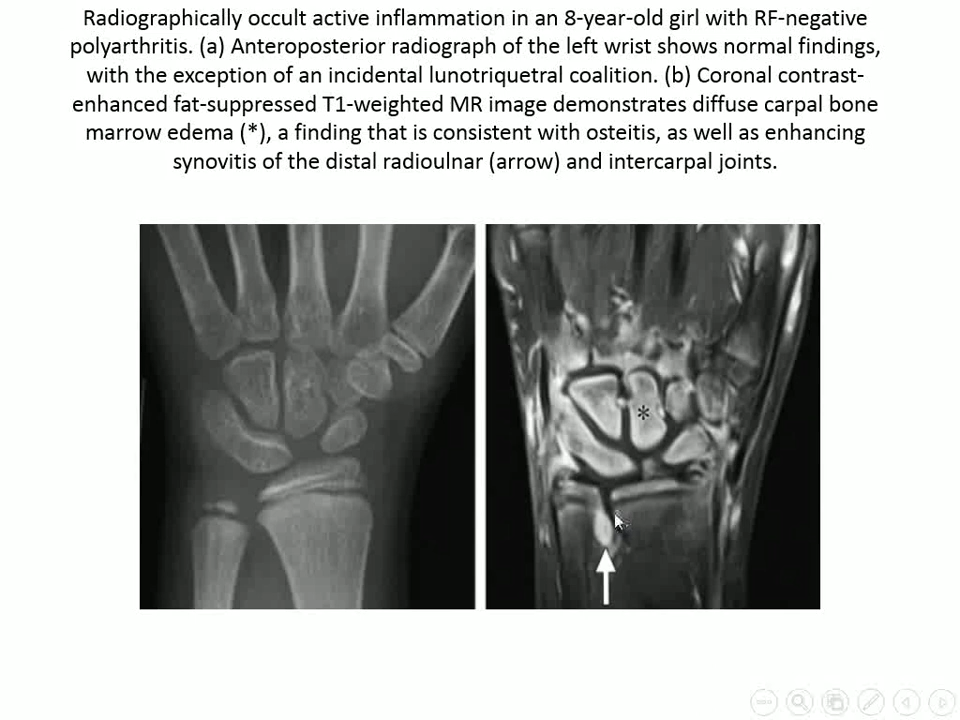 Radiographically occult active inflammation in an 8-year-old girl with RF-negative
polyarthritis. (a) Anteroposterior radiograph of the left wrist shows normal findings,
with the exception of an incidental lunotriquetral coalition. (b) Coronal contrast-
enhanced fat-suppressed T1-weighted MR image demonstrates diffuse carpal bone
marrow edema (*), a finding that is consistent with osteitis, as well as enhancing
synovitis of the distal radioulnar (arrow) and intercarpal joints.
*